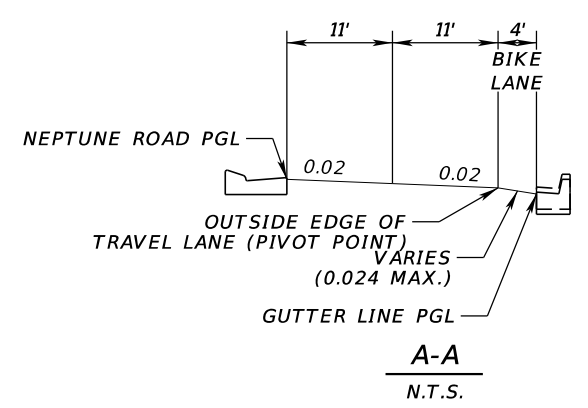 11' 11' 4'
BIKE
LANE
NEPTUNE ROAD PGL
0.02 0.02
OUTSIDE EDGE OF
TRAVEL LANE (PIVOT POINT)
VARIES
(0.024 MAX.)
GUTTER LINE PGL
A-A
N.T.S.